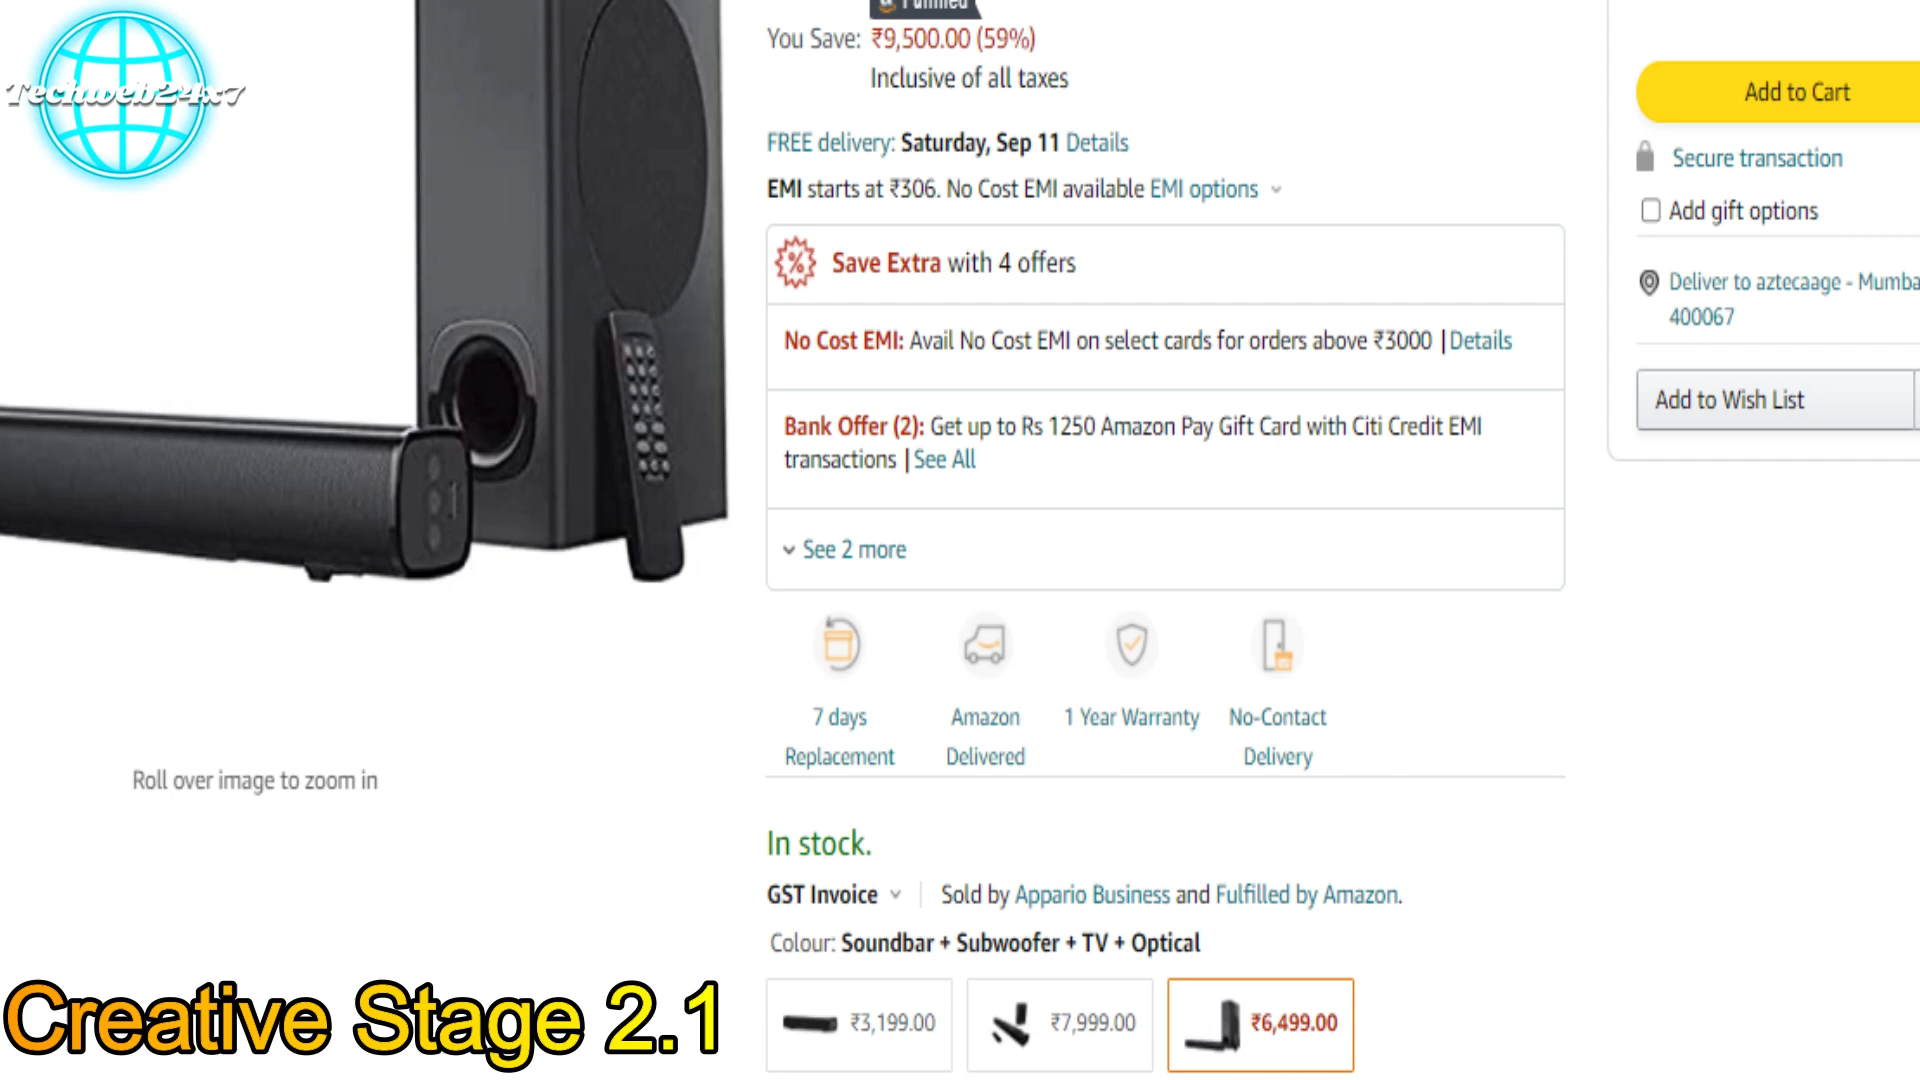 Techweb24x7
Fulfilled
You Save: ₹9,500.00 (59%)
Inclusive of all taxes
FREE delivery: Saturday, Sep 11 Details
EMI starts at ₹306. No Cost EMI available EMI options
Save Extra with 4 offers
No Cost EMI: Avail No Cost EMI on select cards for orders above ₹3000 | Details
Bank Offer (2): Get up to Rs 1250 Amazon Pay Gift Card with Citi Credit EMI
transactions | See All
See 2 more
7 days
Replacement
Amazon
Delivered
1 Year Warranty
No-Contact
Delivery
Roll over image to zoom in
In stock.
GST Invoice
Sold by Appario Business and Fulfilled by Amazon.
Colour: Soundbar + Subwoofer + TV + Optical
₹3,199.00
₹7,999.00
₹6,499.00
Add to Cart
Secure transaction
Add gift options
Deliver to aztecaage - Mumba
400067
Add to Wish List
Creative Stage 2.1